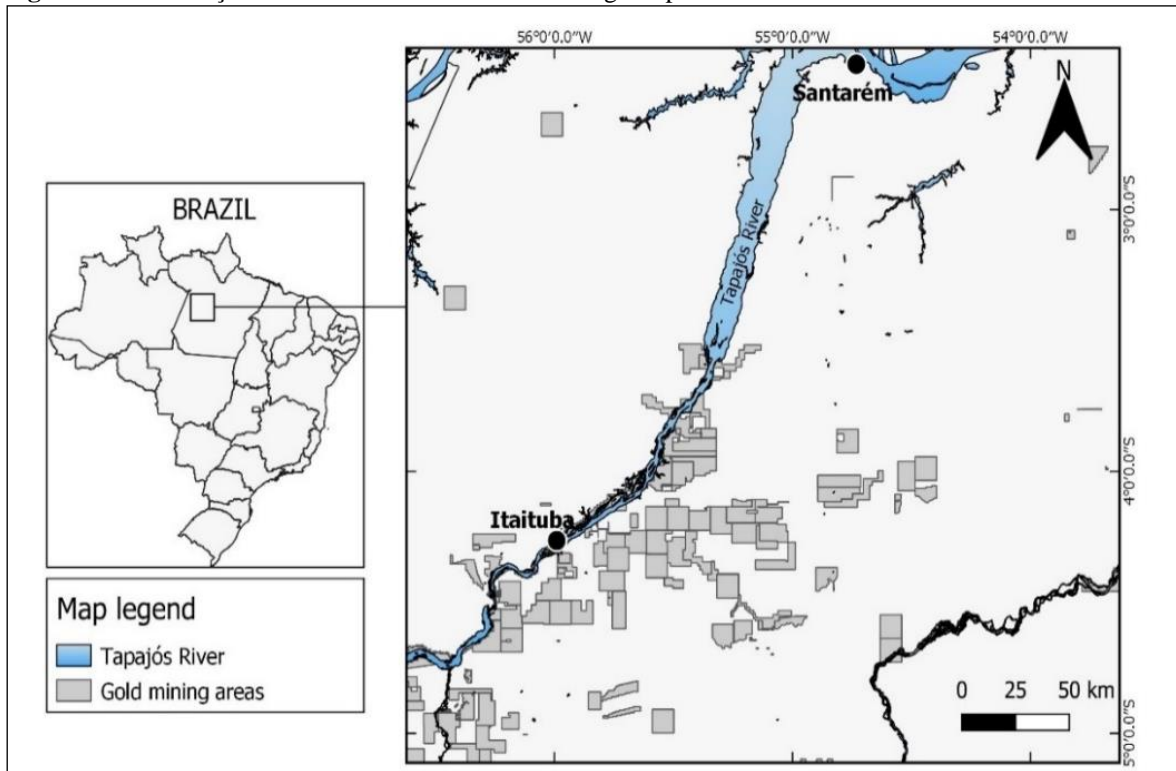 56°0'0.0"W
55°0'0.0"W
54°0'0.0"W
Santarém
N
BRAZIL
Tapajós River
3°0'0.0"S
4°0'0.0"S
Itaituba
Map legend
Tapajós River
Gold mining areas
0 25 50 km
5°0'0.0"S